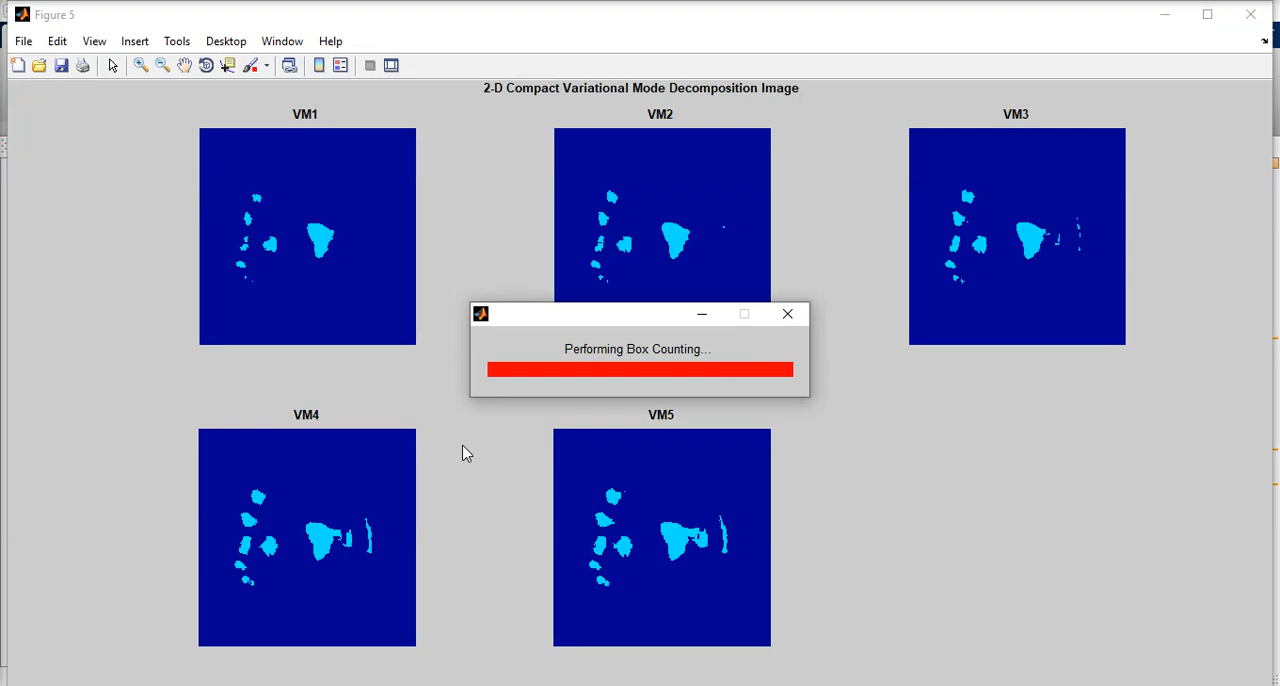 Figure 5
File Edit View Insert Tools Desktop Window Help
2-D Compact Variational Mode Decomposition Image
VM1 VM2 VM3
Performing Box Counting...
VM4 VM5